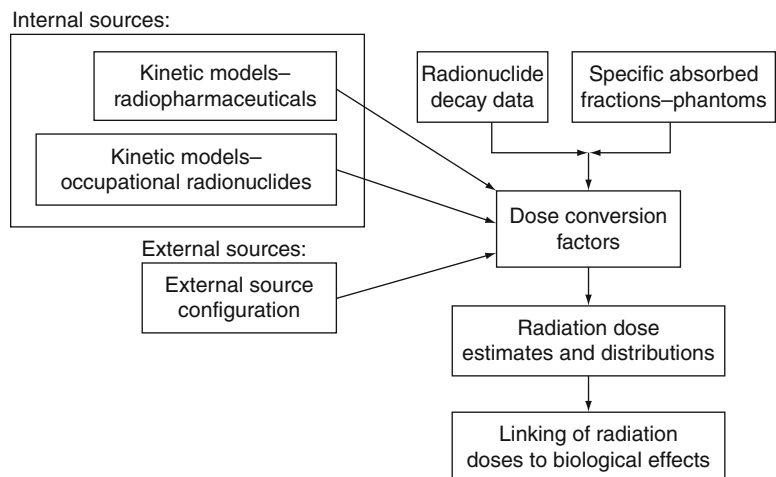 Internal sources:
Kinetic models–
radiopharmaceuticals
Kinetic models–
occupational radionuclides
External sources:
External source
configuration
Radionuclide
decay data
Specific absorbed
fractions–phantoms
Dose conversion
factors
Radiation dose
estimates and distributions
Linking of radiation
doses to biological effects